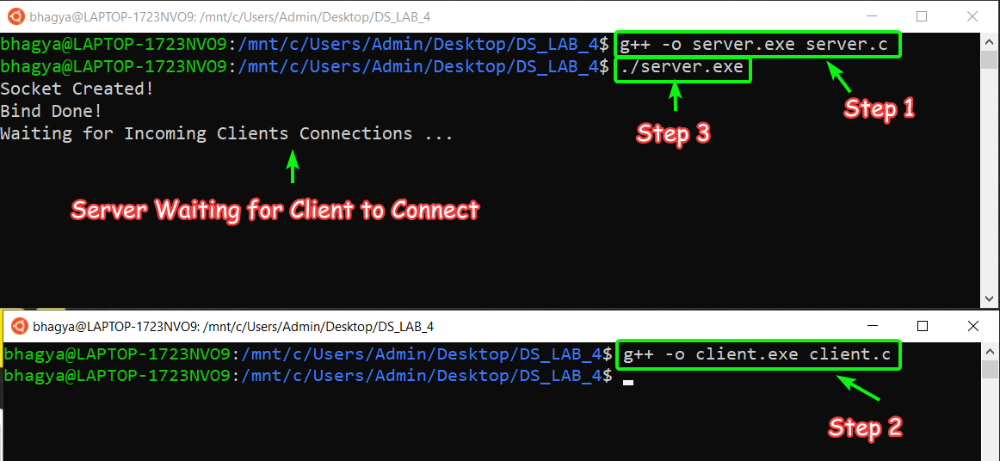 bhagya@LAPTOP-1723NVO9: /mnt/c/Users/Admin/Desktop/DS_LAB_4
bhagya@LAPTOP-1723NVO9:/mnt/c/Users/Admin/Desktop/DS_LAB_4$ g++ -o server.exe server.c
bhagya@LAPTOP-1723NVO9:/mnt/c/Users/Admin/Desktop/DS_LAB_4$ ./server.exe
Socket Created!
Bind Done!
Waiting for Incoming Clients Connections ...
Step 1
Step 3
Server Waiting for Client to Connect
bhagya@LAPTOP-1723NVO9: /mnt/c/Users/Admin/Desktop/DS_LAB_4
bhagya@LAPTOP-1723NVO9:/mnt/c/Users/Admin/Desktop/DS_LAB_4$ g++ -o client.exe client.c
bhagya@LAPTOP-1723NVO9:/mnt/c/Users/Admin/Desktop/DS_LAB_4$
Step 2